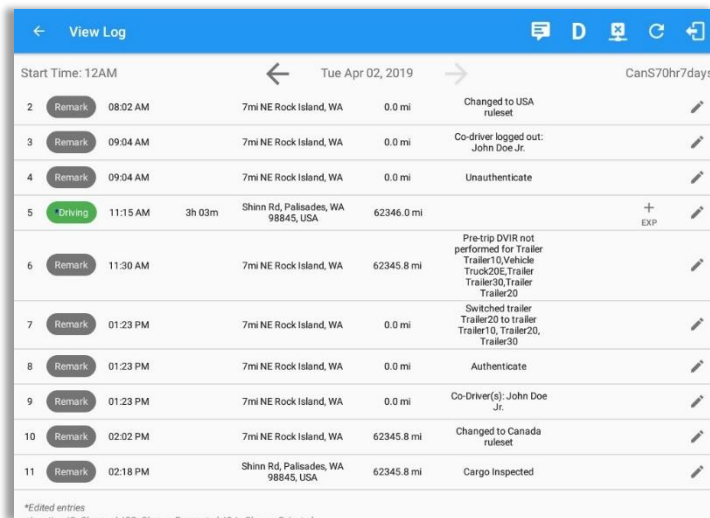 View Log D
Start Time: 12AM Tue Apr 02, 2019 CanS70hr7days
2 Remark 08:02 AM 7mi NE Rock Island, WA 0.0 mi Changed to USA
ruleset
3 Remark 09:04 AM 7mi NE Rock Island, WA 0.0 mi Co-driver logged out:
John Doe Jr.
4 Remark 09:04 AM 7mi NE Rock Island, WA 0.0 mi Unauthenticate
5 *Driving 11:15 AM 3h 03m Shinn Rd, Palisades, WA 62346.0 mi
98845, USA
EXP
Pre-trip DVIR not
performed for Trailer
Trailer10,Vehicle
6 Remark 11:30 AM 7mi NE Rock Island, WA 62345.8 mi Truck20E,Trailer
Trailer30,Trailer
Trailer20
Switched trailer
7 Remark 01:23 PM 7mi NE Rock Island, WA 0.0 mi Trailer20 to trailer
Trailer10, Trailer20,
Trailer30
8 Remark 01:23 PM 7mi NE Rock Island, WA 0.0 mi Authenticate
9 Remark 01:23 PM 7mi NE Rock Island, WA 0.0 mi Co-Driver(s): John Doe
Jr.
10 Remark 02:02 PM 7mi NE Rock Island, WA 62345.8 mi Changed to Canada
ruleset
11 Remark 02:18 PM Shinn Rd, Palisades, WA 62345.8 mi Cargo Inspected
98845, USA
*Edited entries